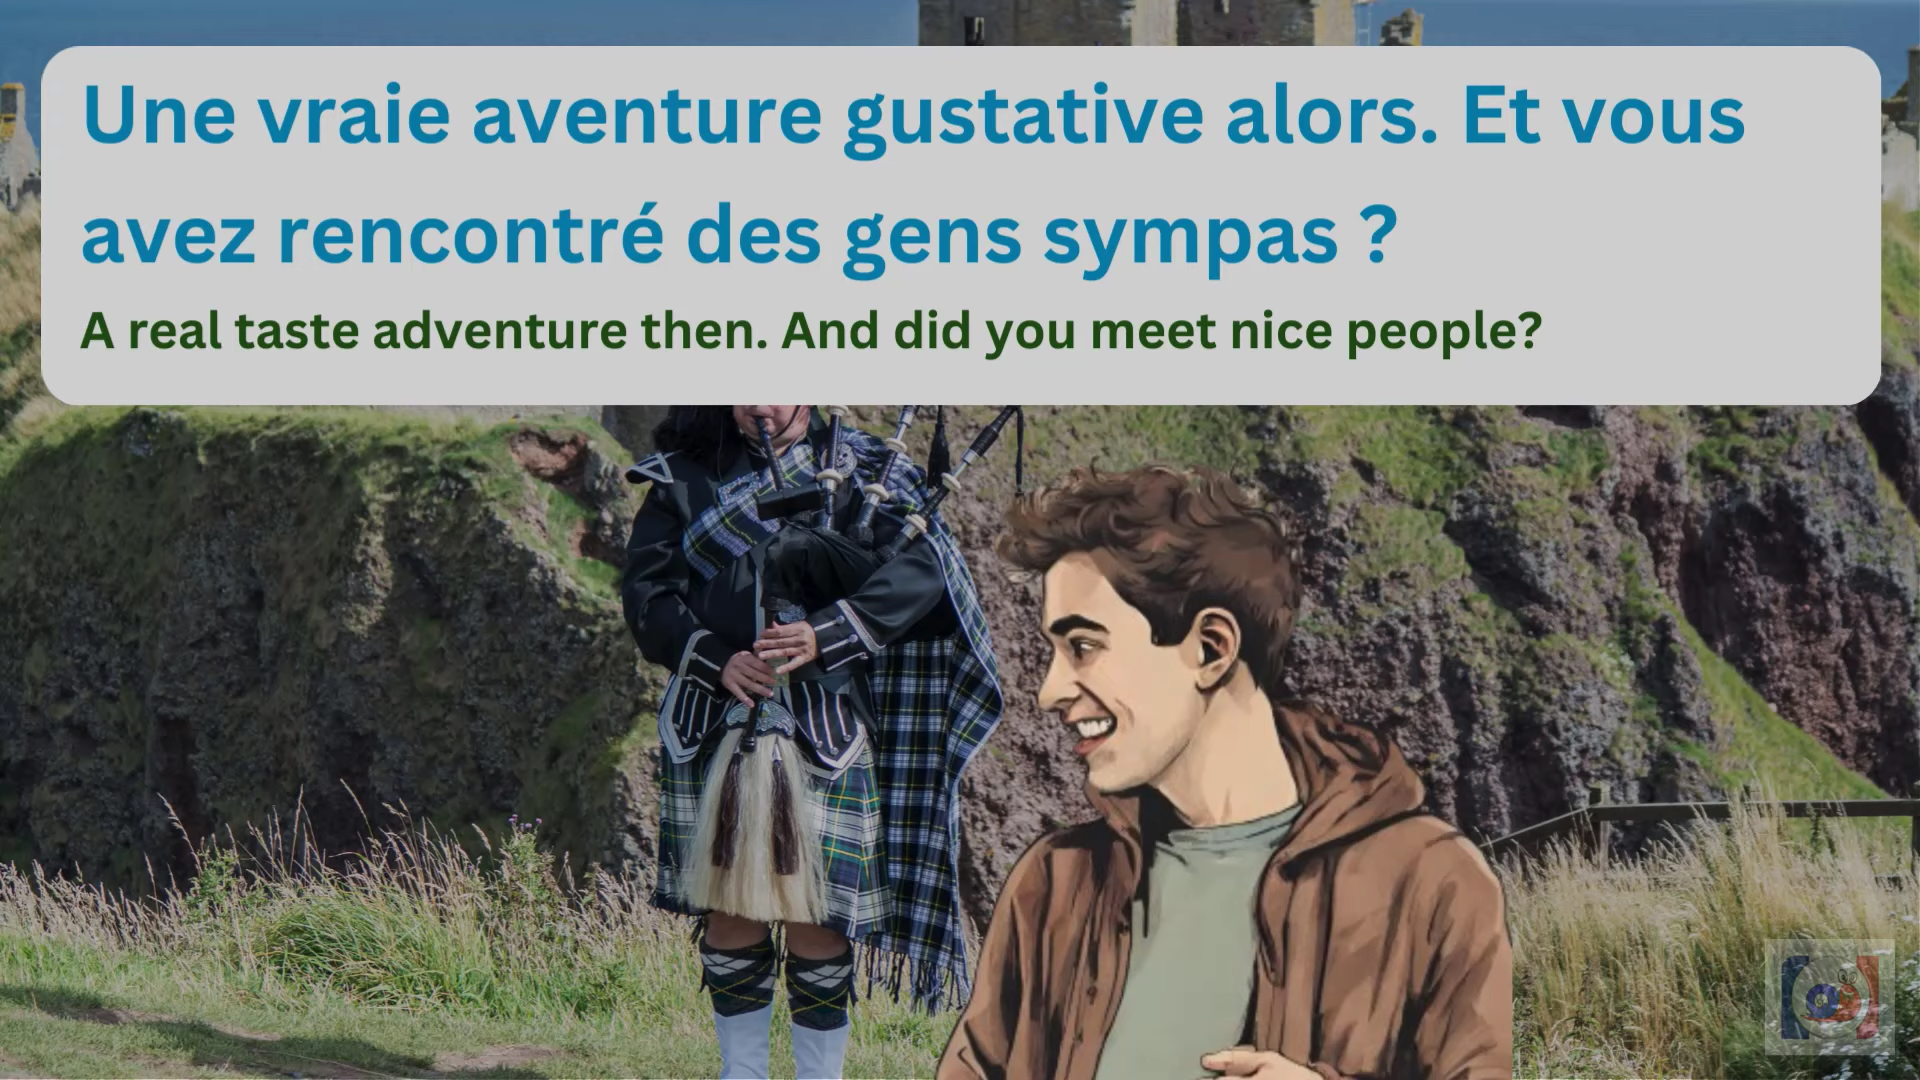 Une vraie aventure gustative alors. Et vous
avez rencontré des gens sympas ?
A real taste adventure then. And did you meet nice people?